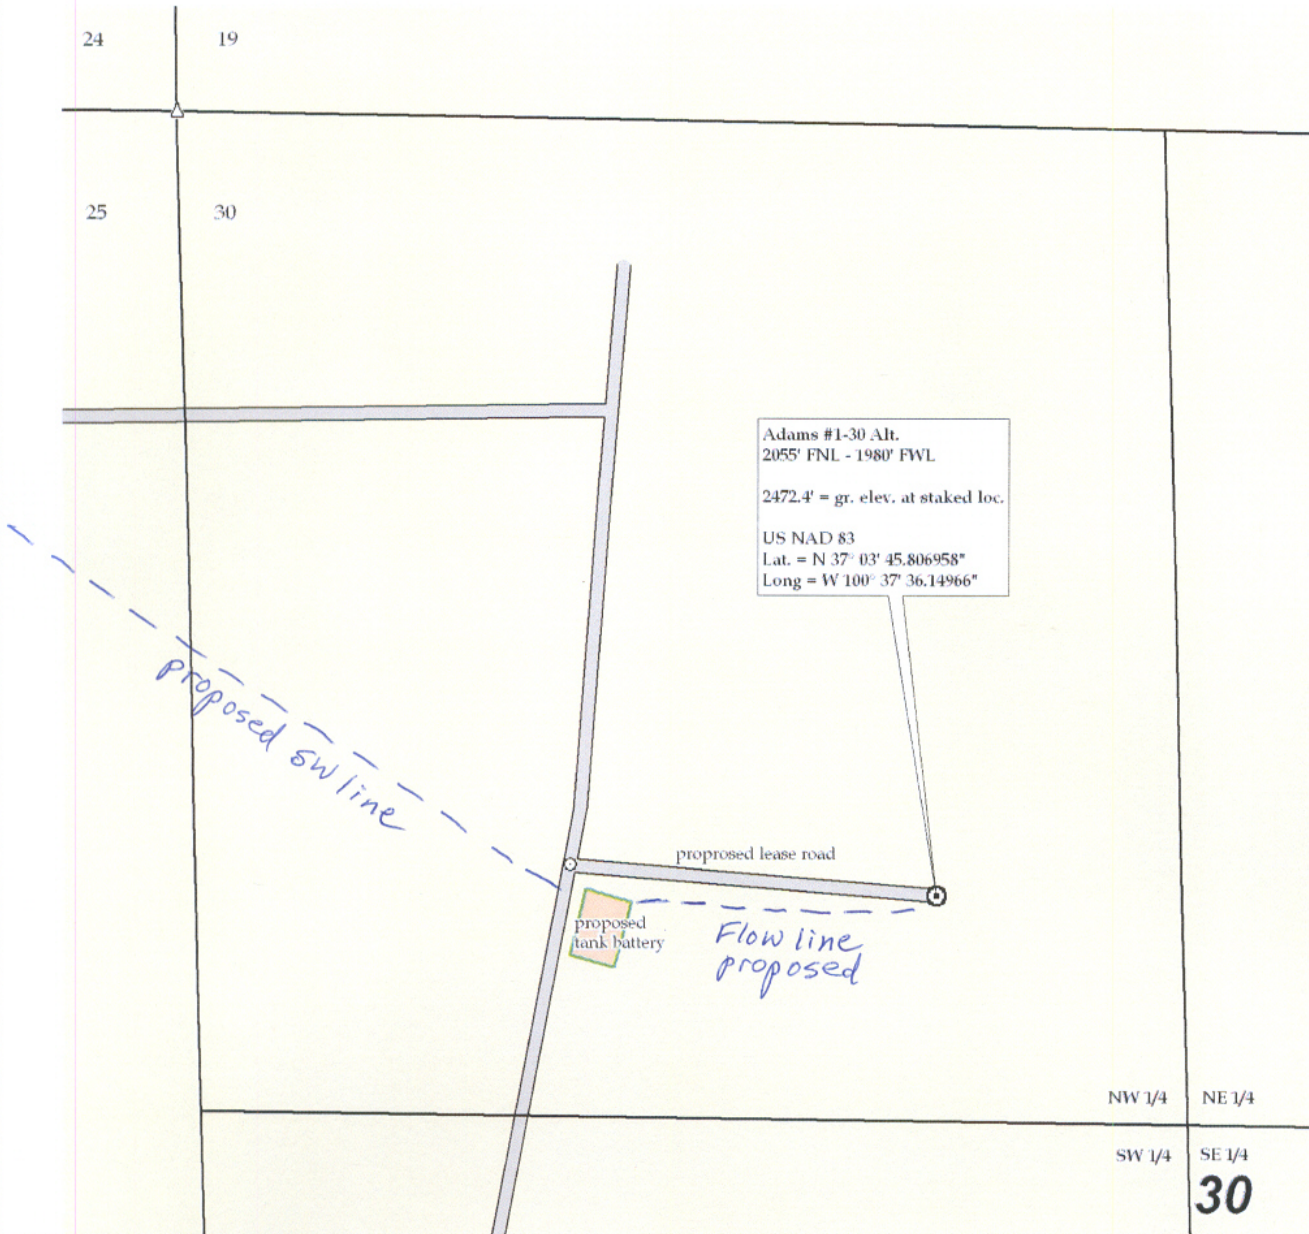 24
19
25
30
Adams #1-30 Alt.
2055' FNL - 1980' FWL
2472.4' = gr. elev. at staked loc.
US NAD 83
Lat. = N 37° 03' 45.806958"
Long = W 100° 37' 36.14966"
proposed SW line
proprosed lease road
proposed
tank battery
Flow line
proposed
NW 1/4
NE 1/4
SW 1/4
SE 1/4
30